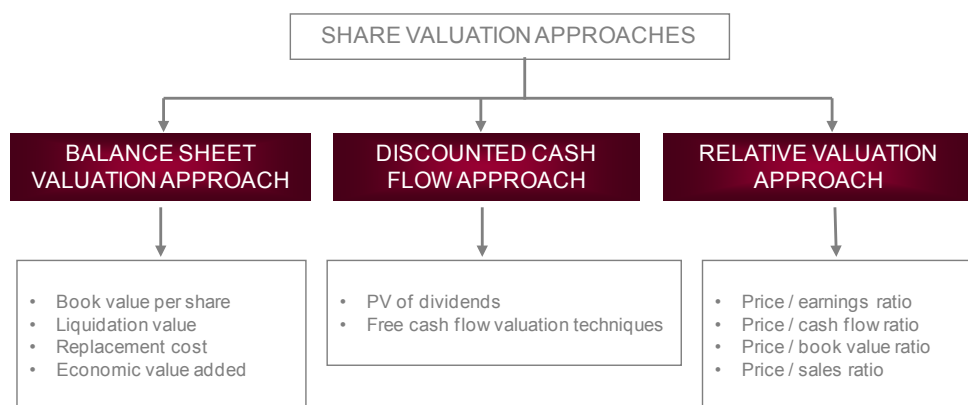 SHARE VALUATION APPROACHES
BALANCE SHEET
VALUATION APPROACH
DISCOUNTED CASH
FLOW APPROACH
RELATIVE VALUATION
APPROACH
• Book value per share
• Liquidation value
• Replacement cost
• Economic value added
• PV of dividends
• Free cash flow valuation techniques
• Price / earnings ratio
• Price / cash flow ratio
• Price / book value ratio
• Price / sales ratio